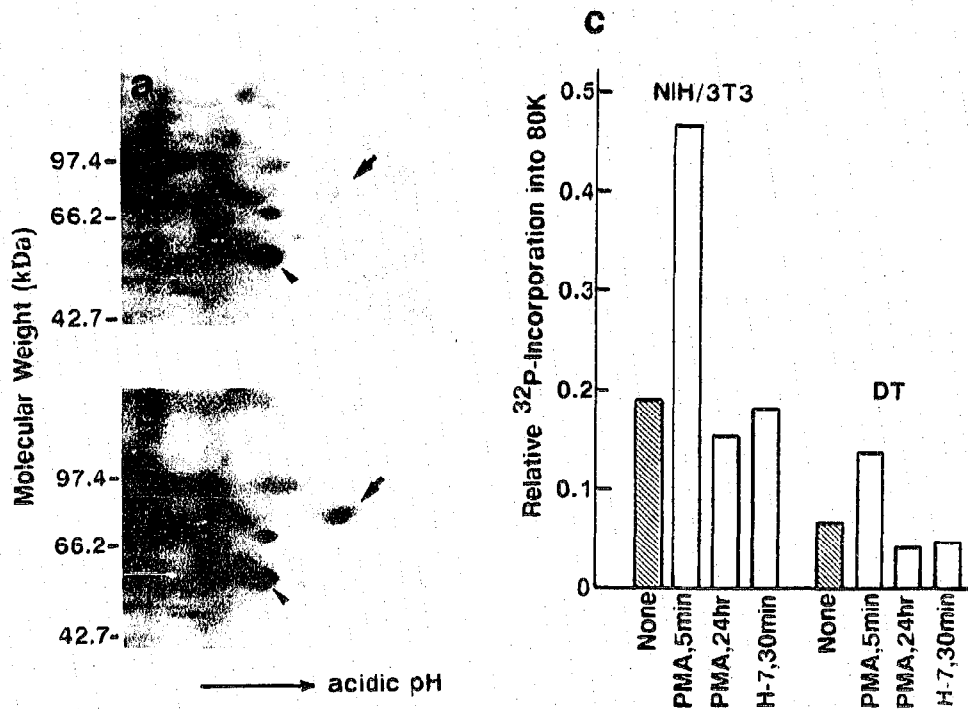 a
Molecular Weight (kDa)
97.4-
66.2-
42.7-
97.4-
66.2-
42.7-
acidic pH
C
Relative ³²P-Incorporation into 80K
0.5
0.4
0.3
0.2
0.1
0
NIH/3T3
DT
None
PMA,5min
PMA,24hr
H-7,30min
None
PMA,5min
PMA,24hr
H-7,30min